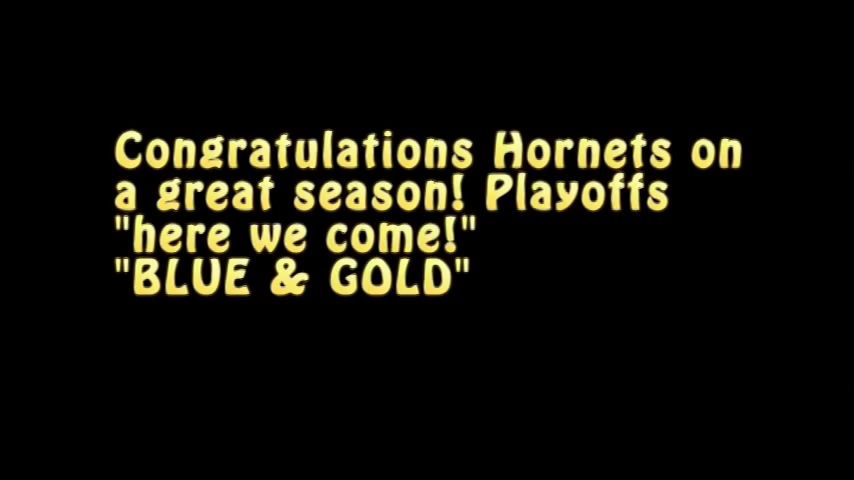 Congratulations Hornets on
a great season! Playoffs
"here we come!"
"BLUE & GOLD"